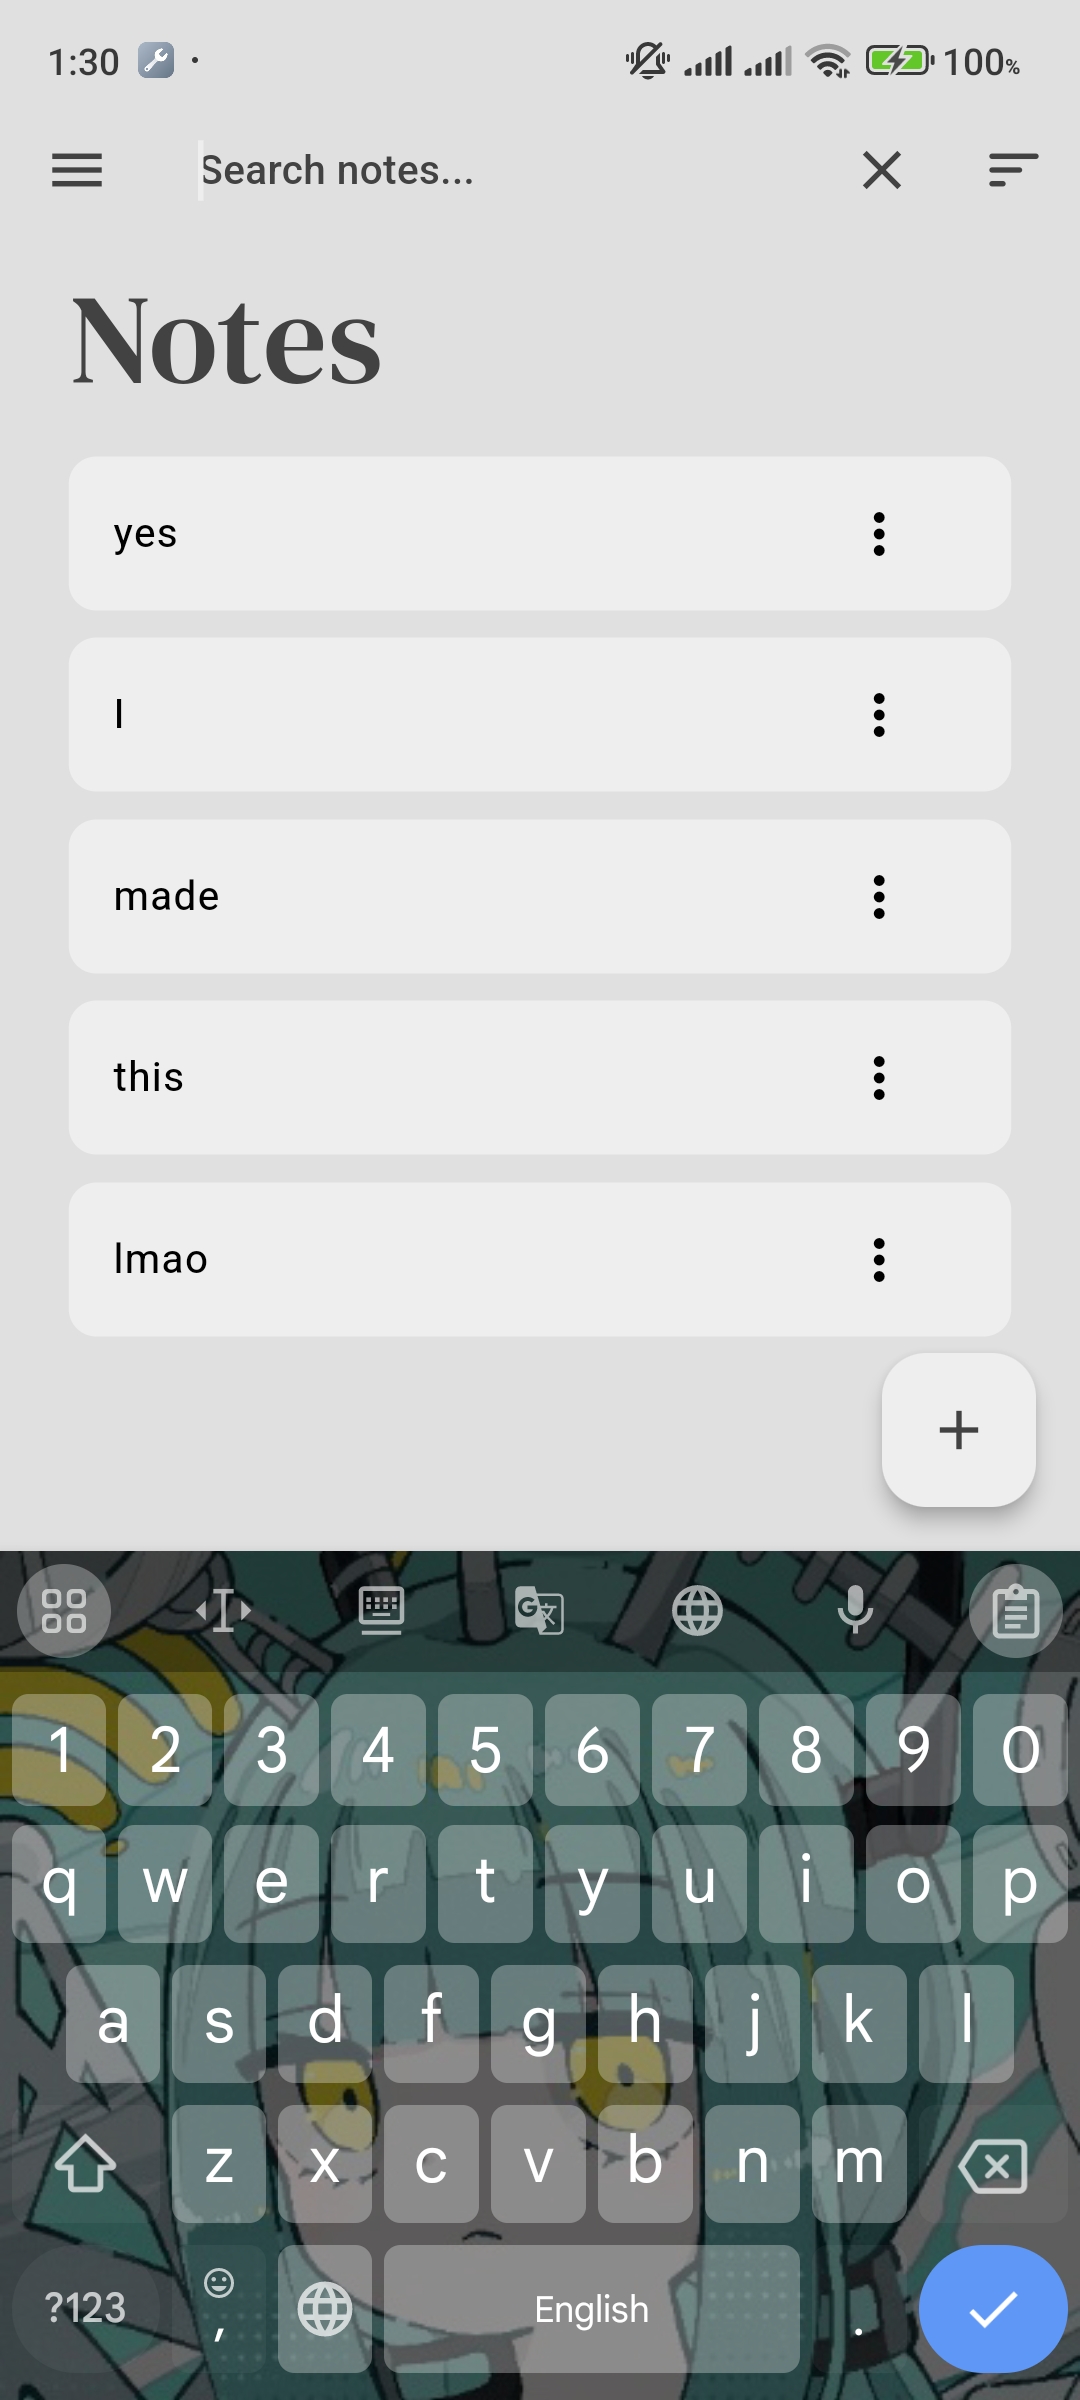 1:30 100%
Search notes...
Notes
yes
I
made
this
lmao
1 2 3 4 5 6 7 8 9 0
q w e r t y u i o p
a s d f g h j k l
z x c v b n m
?123 , English .